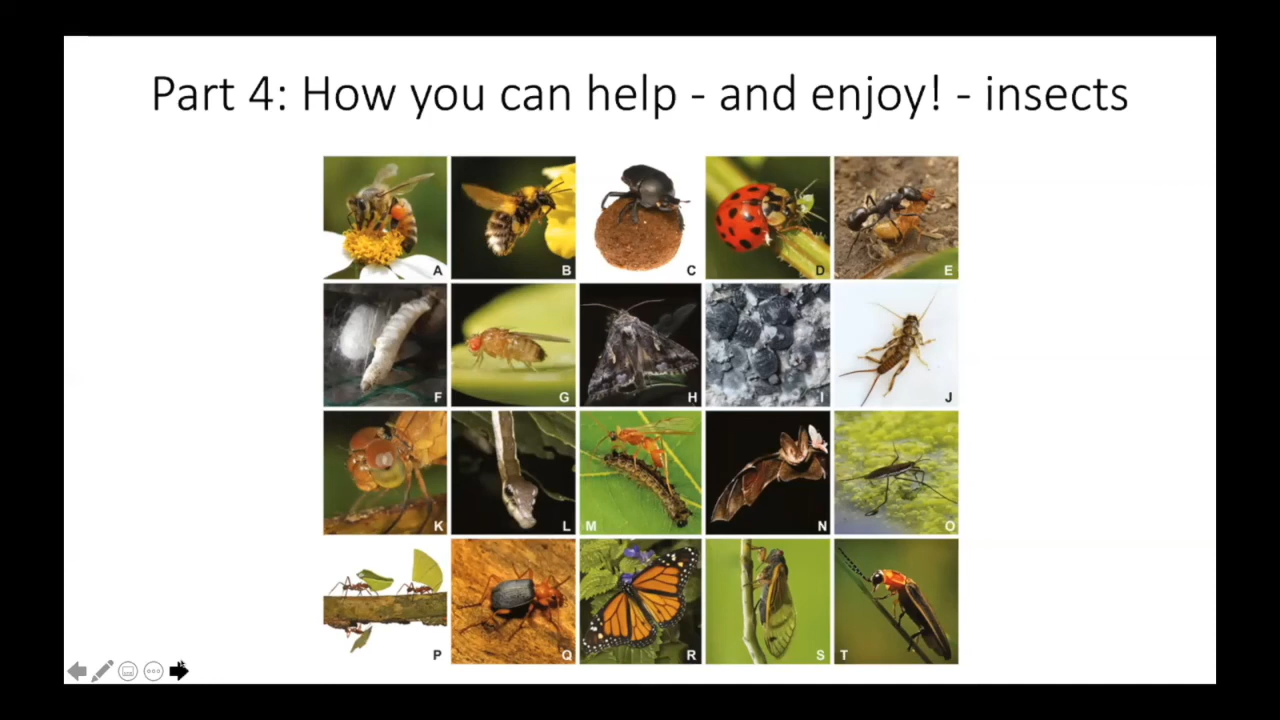 Part 4: How you can help - and enjoy! - insects
A B C D E
F G H I J
K L M N O
P Q R S T